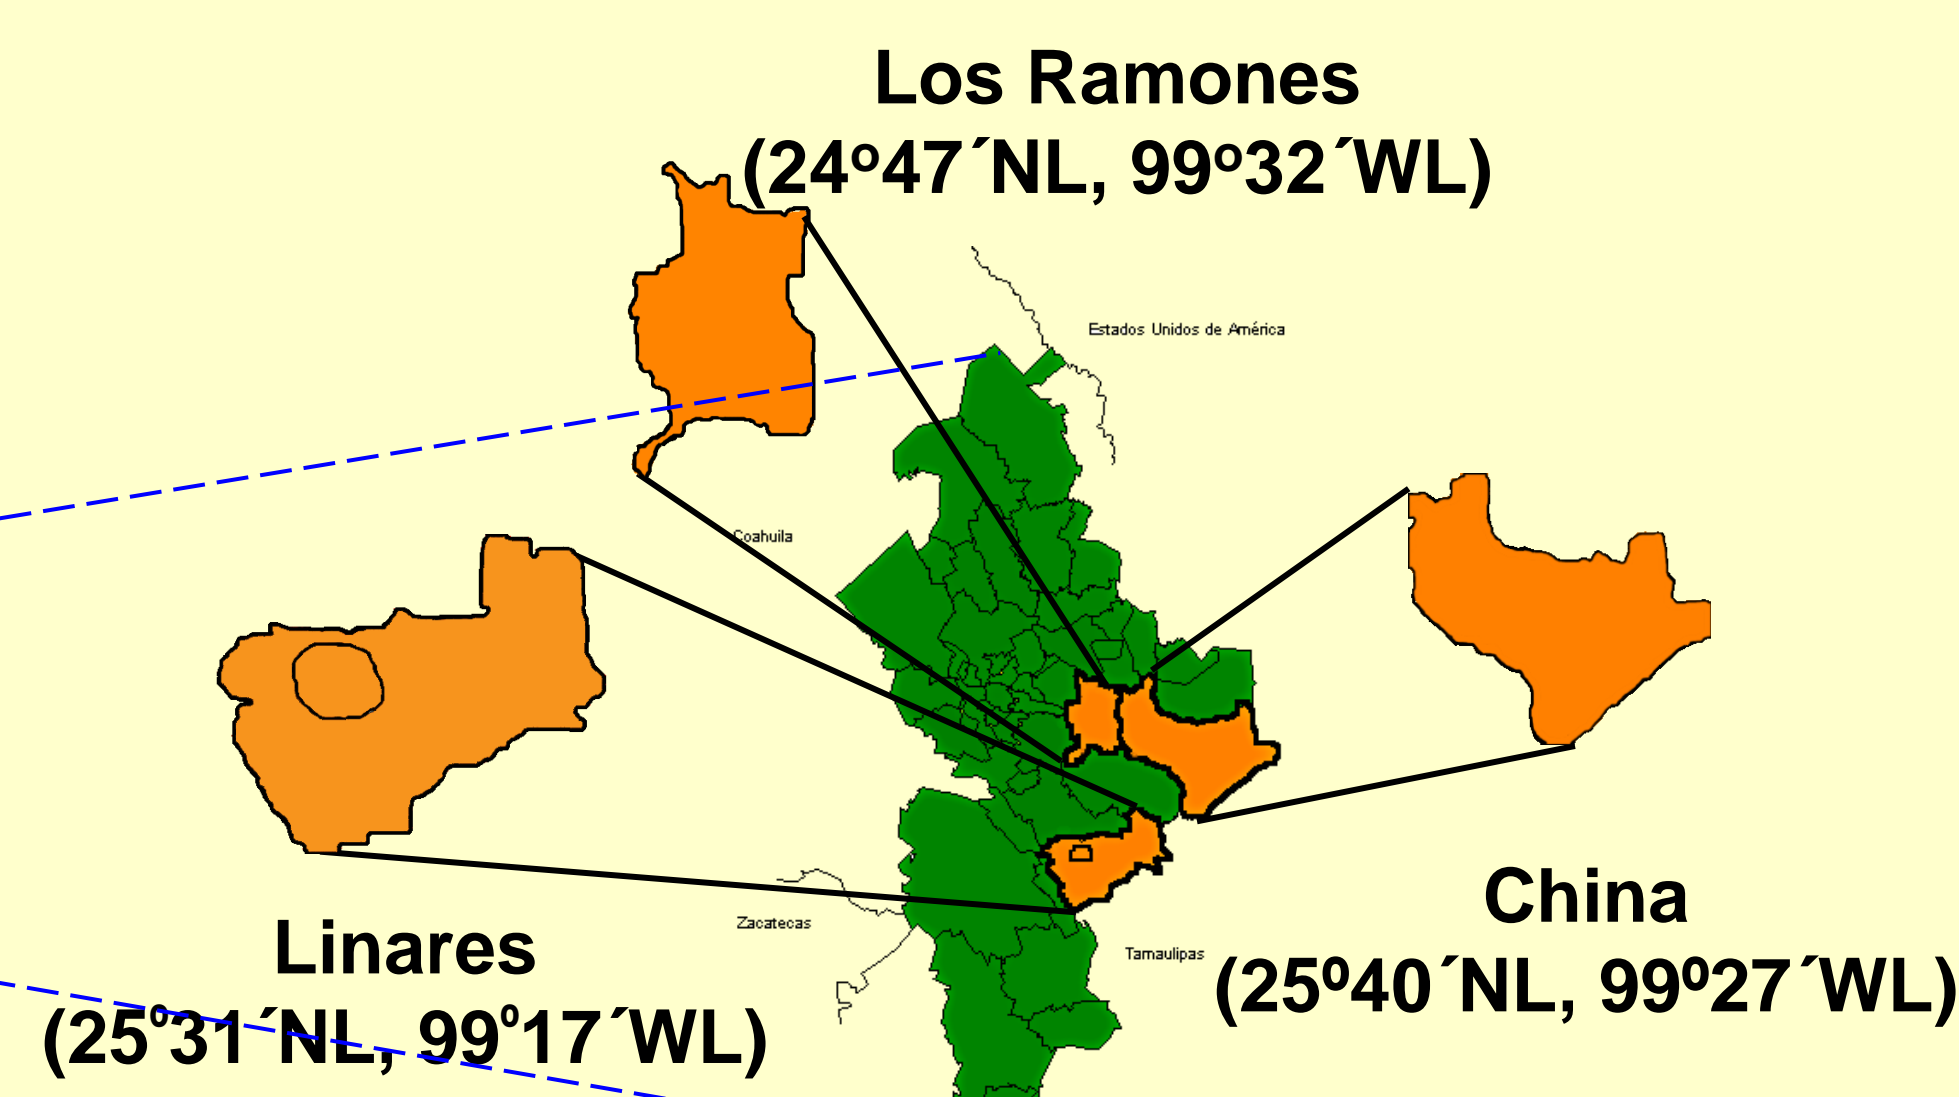 Los Ramones
(24º47´NL, 99º32´WL)
Estados Unidos de América
Coahuila
Zacatecas
Tamaulipas
China
(25º40´NL, 99º27´WL)
Linares
(25º31´NL, 99º17´WL)